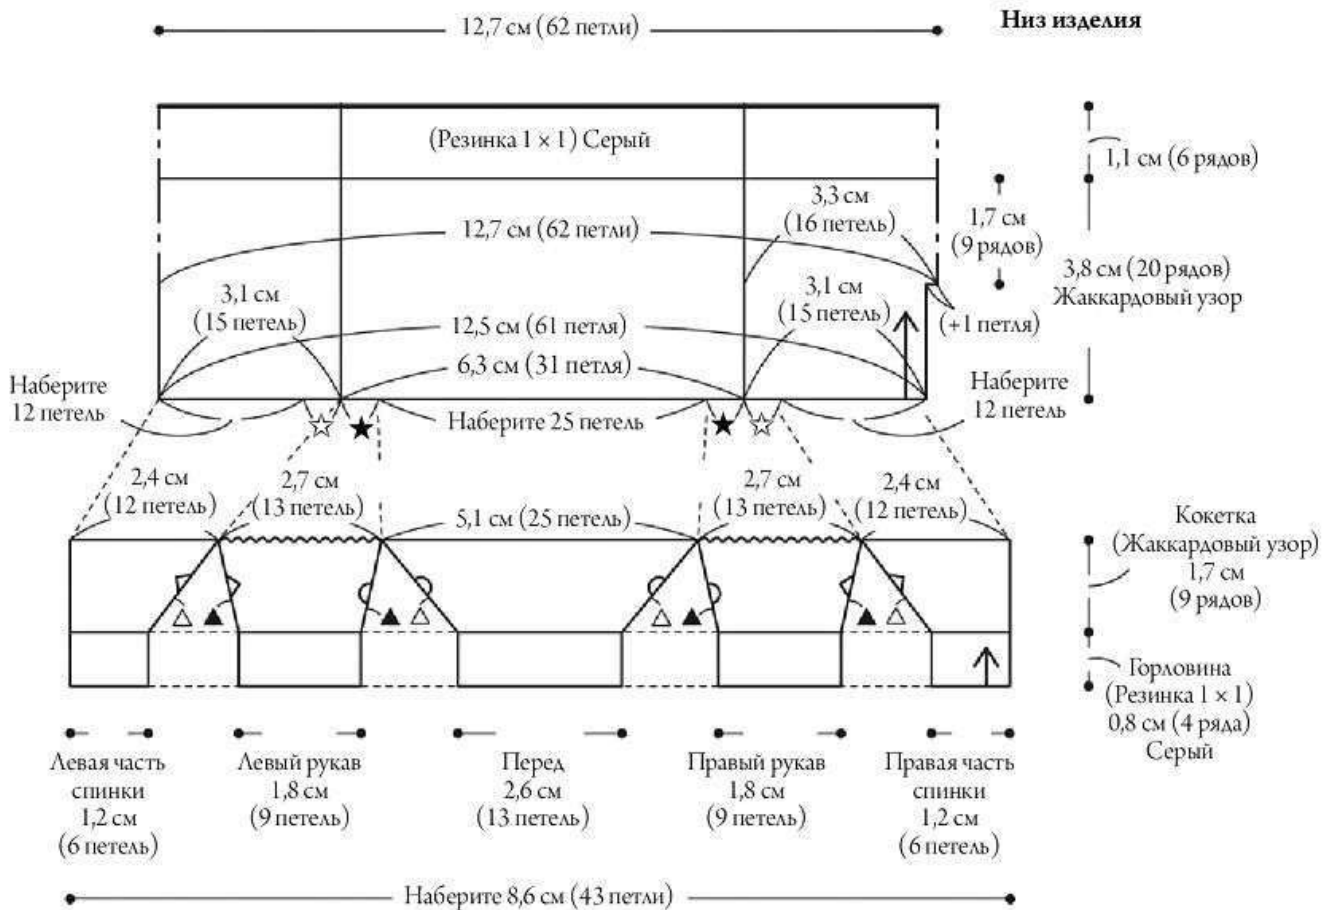 Низ изделия
12,7 см (62 петли)
(Резинка 1 × 1) Серый
1,1 см (6 рядов)
3,3 см
(16 петель)
1,7 см
(9 рядов)
12,7 см (62 петли)
3,8 см (20 рядов)
Жаккардовый узор
3,1 см
(15 петель)
3,1 см
(15 петель)
(+1 петля)
12,5 см (61 петля)
6,3 см (31 петля)
Наберите
12 петель
Наберите
12 петель
Наберите 25 петель
2,4 см
(12 петель)
2,7 см
(13 петель)
5,1 см (25 петель)
2,7 см
(13 петель)
2,4 см
(12 петель)
Кокетка
(Жаккардовый узор)
1,7 см
(9 рядов)
Горловина
(Резинка 1 × 1)
0,8 см (4 ряда)
Серый
Левая часть
спинки
1,2 см
(6 петель)
Левый рукав
1,8 см
(9 петель)
Перед
2,6 см
(13 петель)
Правый рукав
1,8 см
(9 петель)
Правая часть
спинки
1,2 см
(6 петель)
Наберите 8,6 см (43 петли)